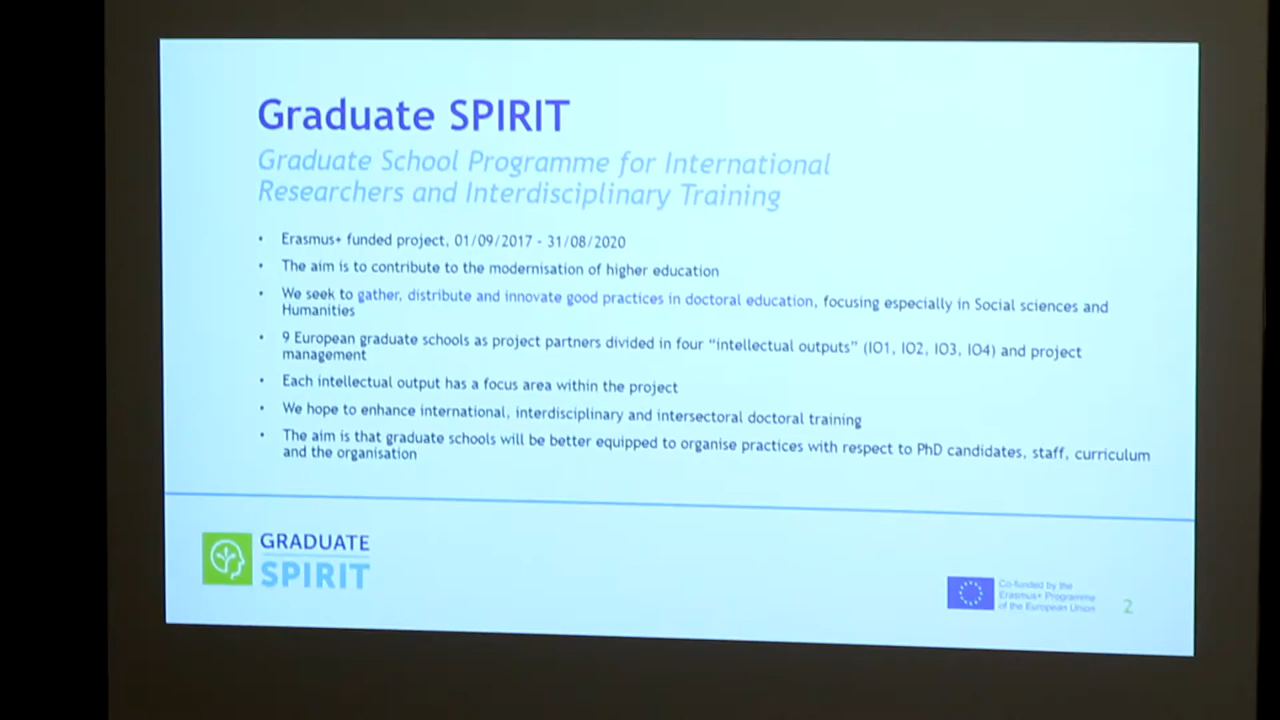 Graduate SPIRIT
Graduate School Programme for International
Researchers and Interdisciplinary Training
• Erasmus+ funded project, 01/09/2017 - 31/08/2020
• The aim is to contribute to the modernisation of higher education
• We seek to gather, distribute and innovate good practices in doctoral education, focusing especially in Social sciences and
Humanities
• 9 European graduate schools as project partners divided in four “intellectual outputs” (IO1, IO2, IO3, IO4) and project
management
• Each intellectual output has a focus area within the project
• We hope to enhance international, interdisciplinary and intersectoral doctoral training
• The aim is that graduate schools will be better equipped to organise practices with respect to PhD candidates, staff, curriculum
and the organisation
GRADUATE
SPIRIT
Co-funded by the
Erasmus+ Programme
of the European Union
2